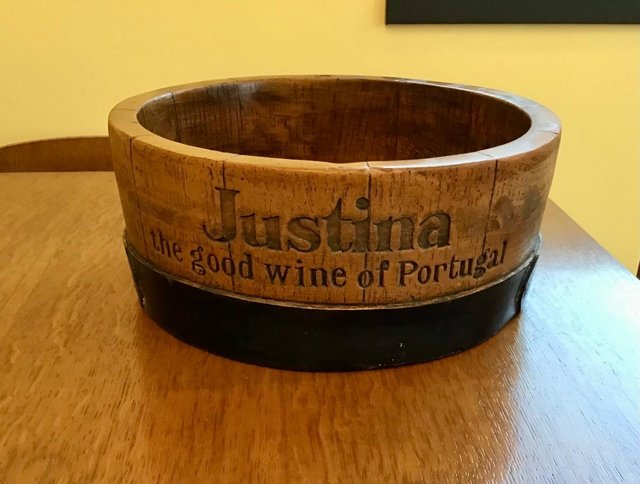 Justina
the good wine of Portugal